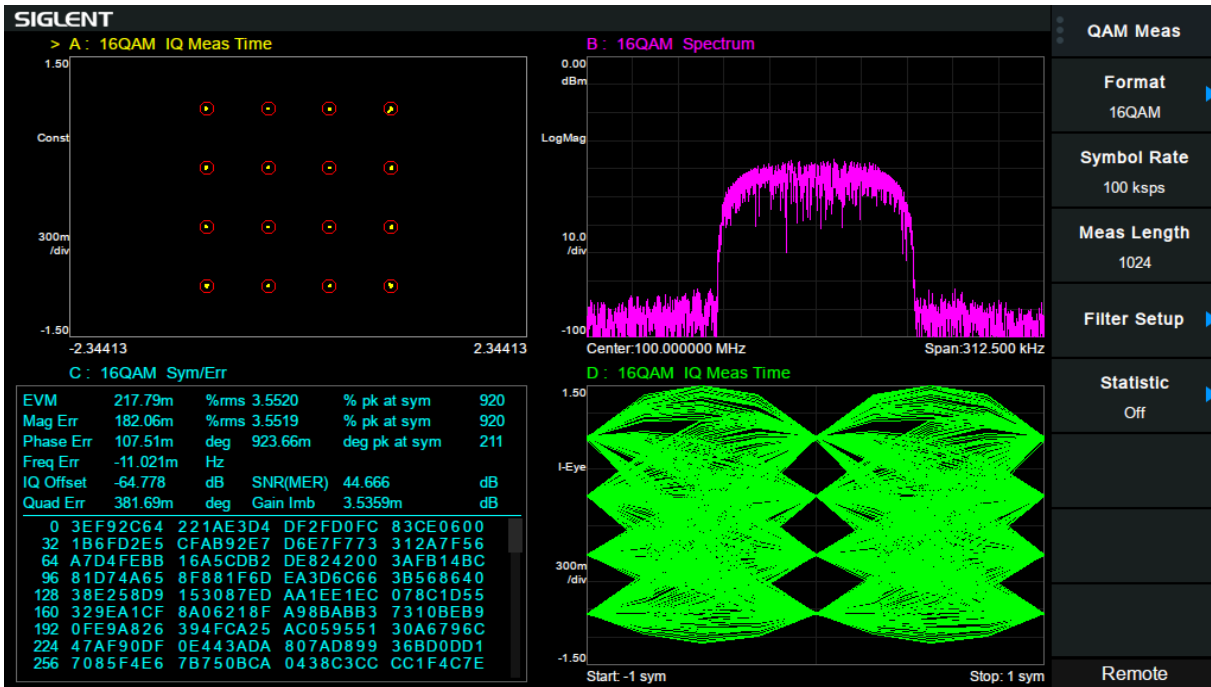 SIGLENT
> A : 16QAM IQ Meas Time
1.50
Const
300m
/div
-1.50
-2.34413 2.34413
B : 16QAM Spectrum
0.00
dBm
LogMag
10.0
/div
-100
Center:100.000000 MHz Span:312.500 kHz
C : 16QAM Sym/Err
EVM 217.79m %rms 3.5520 % pk at sym 920
Mag Err 182.06m %rms 3.5519 % pk at sym 920
Phase Err 107.51m deg 923.66m deg pk at sym 211
Freq Err -11.021m Hz
IQ Offset -64.778 dB SNR(MER) 44.666 dB
Quad Err 381.69m deg Gain Imb 3.5359m dB
0 3EF92C64 221AE3D4 DF2FD0FC 83CE0600
32 1B6FD2E5 CFAB92E7 D6E7F773 312A7F56
64 A7D4FEBB 16A5CDB2 DE824200 3AFB14BC
96 81D74A65 8F881F6D EA3D6C66 3B568640
128 38E258D9 153087ED AA1EE1EC 078C1D55
160 329EA1CF 8A06218F A98BABB3 7310BEB9
192 0FE9A826 394FCA25 AC059551 30A6796C
224 47AF90DF 0E443ADA 807AD899 36BD0DD1
256 7085F4E6 7B750BCA 0438C3CC CC1F4C7E
D : 16QAM IQ Meas Time
1.50
I-Eye
300m
/div
-1.50
Start: -1 sym Stop: 1 sym
QAM Meas
Format
16QAM
Symbol Rate
100 ksps
Meas Length
1024
Filter Setup
Statistic
Off
Remote